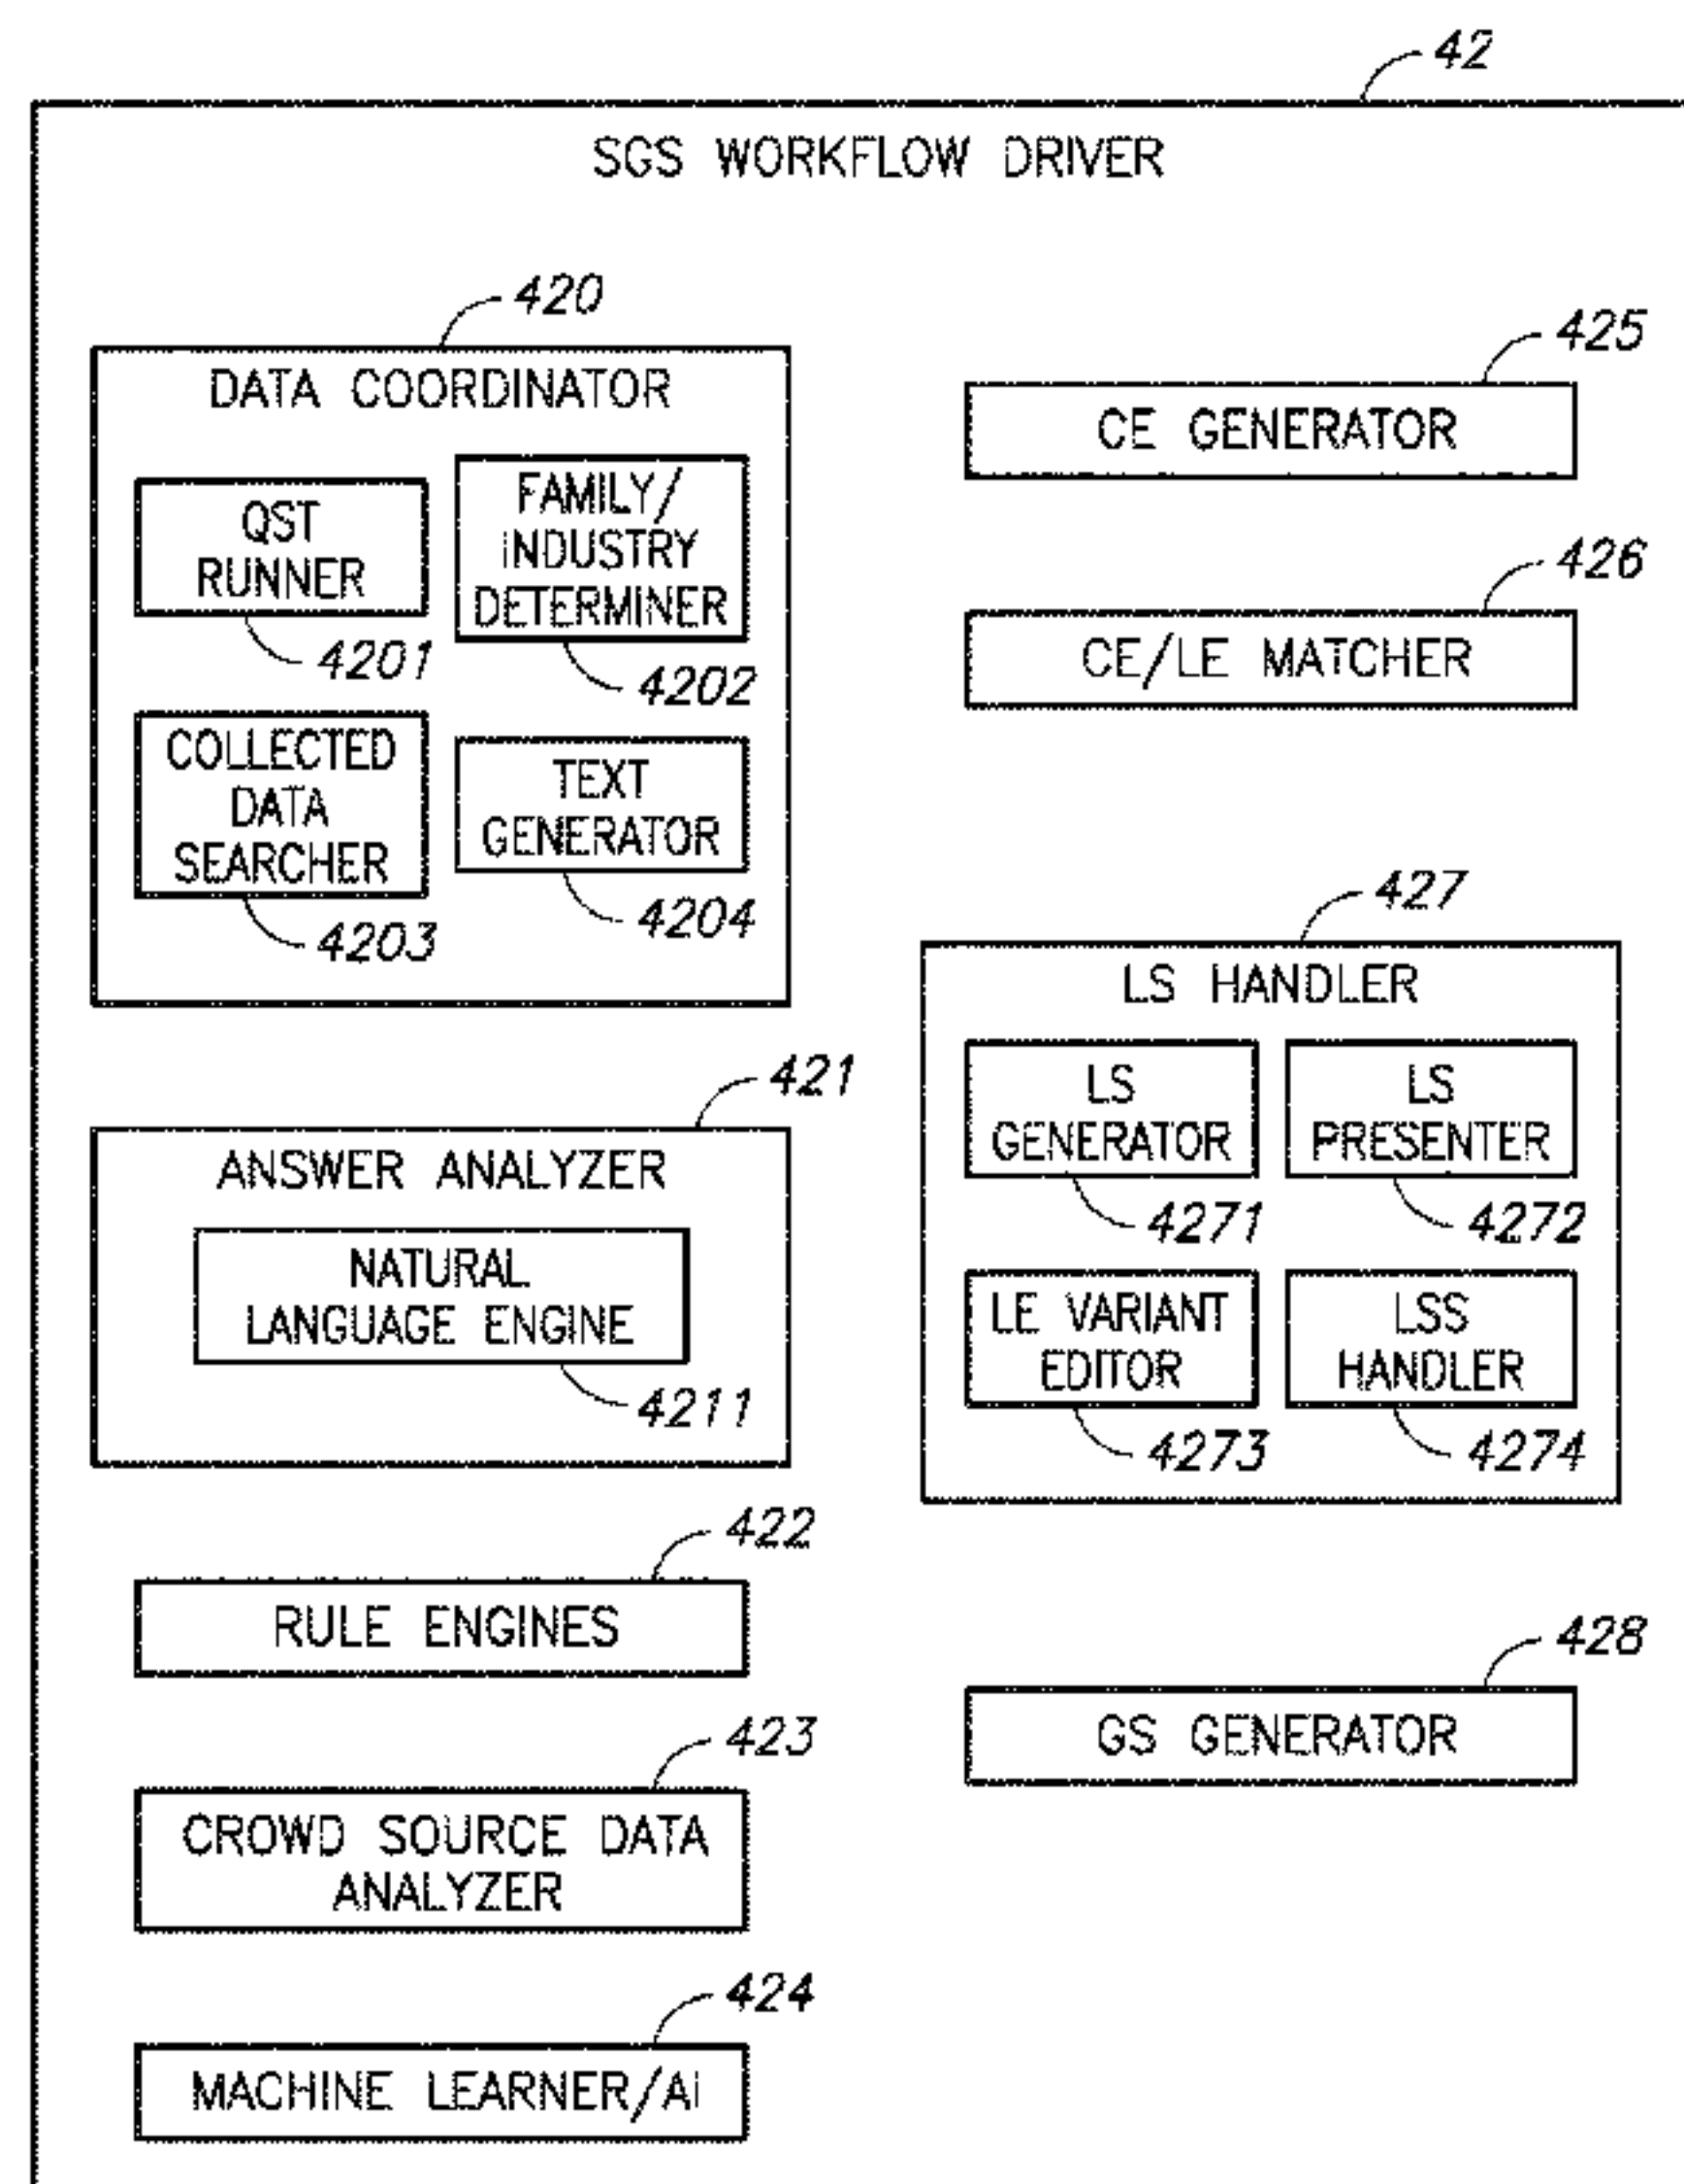 42
SGS WORKFLOW DRIVER
420
DATA COORDINATOR
QST
RUNNER
4201
FAMILY/
INDUSTRY
DETERMINER
4202
COLLECTED
DATA
SEARCHER
4203
TEXT
GENERATOR
4204
421
ANSWER ANALYZER
NATURAL
LANGUAGE ENGINE
4211
422
RULE ENGINES
423
CROWD SOURCE DATA
ANALYZER
424
MACHINE LEARNER/AI
425
CE GENERATOR
426
CE/LE MATCHER
427
LS HANDLER
LS
GENERATOR
4271
LS
PRESENTER
4272
LE VARIANT
EDITOR
4273
LSS
HANDLER
4274
428
GS GENERATOR